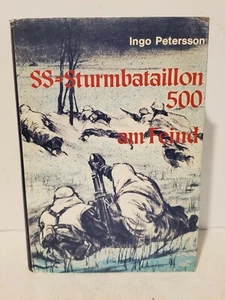 Ingo Petersson
SS=Sturmbataillon
500
am Feind